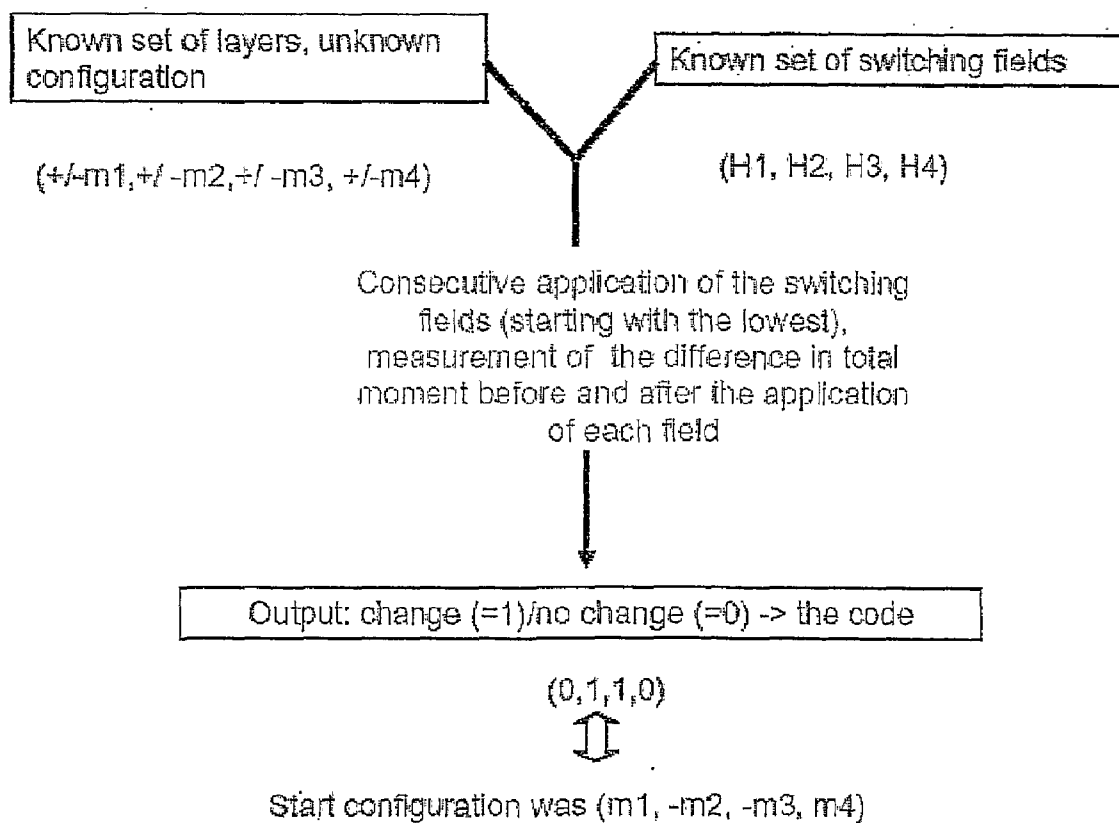 Known set of layers, unknown
configuration
Known set of switching fields
(+/-m1,+/ -m2,+/ -m3, +/-m4)
(H1, H2, H3, H4)
Consecutive application of the switching
fields (starting with the lowest),
measurement of the difference in total
moment before and after the application
of each field
Output: change (=1)/no change (=0) -> the code
(0,1,1,0)
Start configuration was (m1, -m2, -m3, m4)